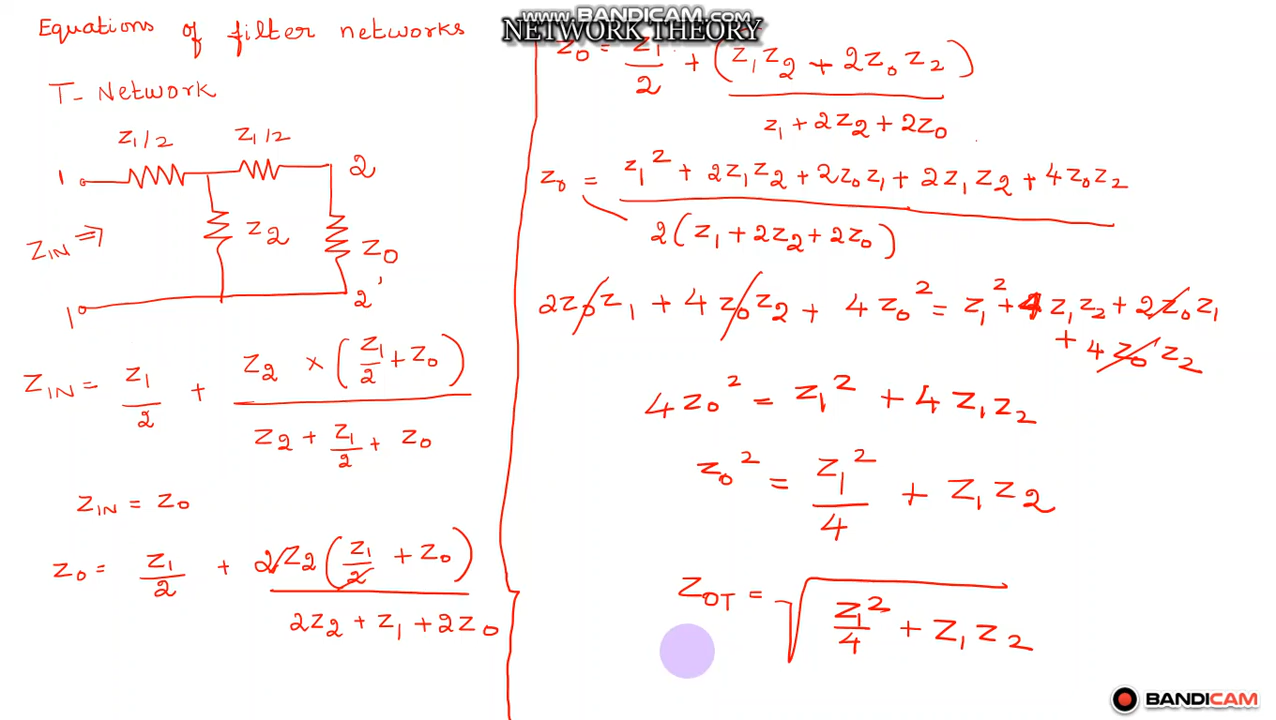 www.BANDICAM.com
NETWORK THEORY
Equations of filter networks
T- Network
Z1/2 Z1/2
1 2
ZIN ⇒ Z2 Z0
1 2'
ZIN = Z1/2 + Z2 × (Z1/2 + Z0) / Z2 + Z1/2 + Z0
ZIN = Z0
Z0 = Z1/2 + 2Z2 (Z1/2 + Z0) / 2Z2 + Z1 + 2Z0
Z0 = Z1/2 + (Z1Z2 + 2Z0Z2) / Z1 + 2Z2 + 2Z0
Z0 = Z1² + 2Z1Z2 + 2Z0Z1 + 2Z1Z2 + 4Z0Z2 / 2(Z1 + 2Z2 + 2Z0)
2Z0Z1 + 4Z0Z2 + 4Z0² = Z1² + 4Z1Z2 + 2Z0Z1
+ 4Z0Z2
4Z0² = Z1² + 4Z1Z2
Z0² = Z1²/4 + Z1Z2
ZOT = √(Z1²/4 + Z1Z2)
BANDICAM